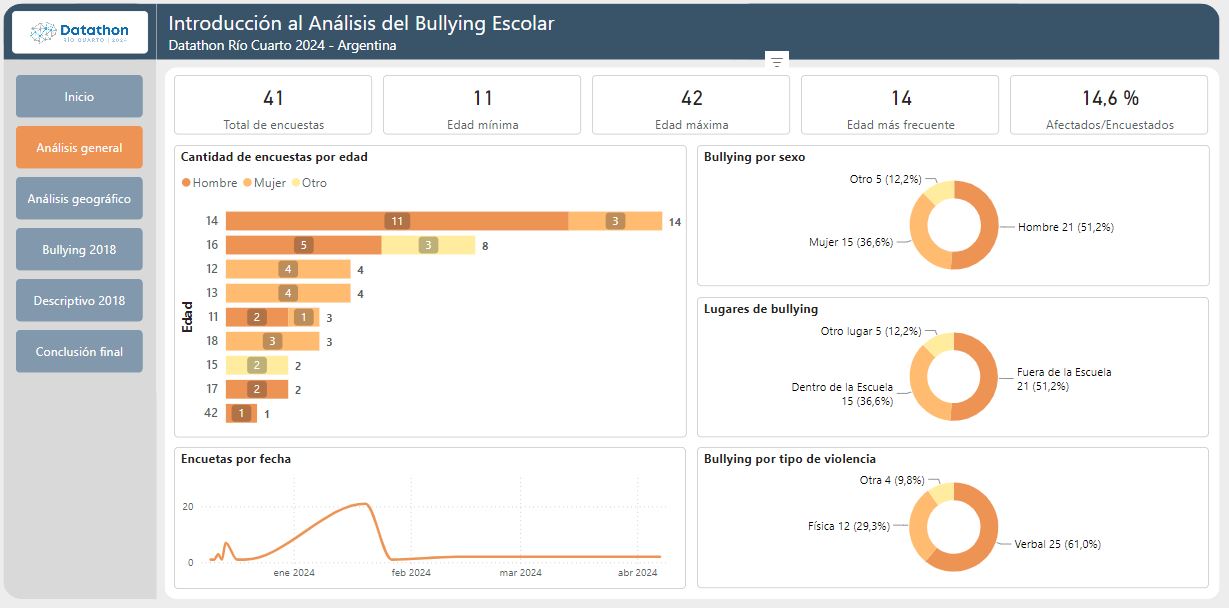 Datathon
RÍO CUARTO | 2024
Introducción al Análisis del Bullying Escolar
Datathon Río Cuarto 2024 - Argentina
Inicio
Análisis general
Análisis geográfico
Bullying 2018
Descriptivo 2018
Conclusión final
41
Total de encuestas
11
Edad mínima
42
Edad máxima
14
Edad más frecuente
14,6 %
Afectados/Encuestados
Cantidad de encuestas por edad
Hombre Mujer Otro
Edad
14 11 3 14
16 5 3 8
12 4 4
13 4 4
11 2 1 3
18 3 3
15 2 2
17 2 2
42 1 1
Bullying por sexo
Otro 5 (12,2%)
Hombre 21 (51,2%)
Mujer 15 (36,6%)
Lugares de bullying
Otro lugar 5 (12,2%)
Fuera de la Escuela
21 (51,2%)
Dentro de la Escuela
15 (36,6%)
Encuetas por fecha
20
0
ene 2024 feb 2024 mar 2024 abr 2024
Bullying por tipo de violencia
Otra 4 (9,8%)
Física 12 (29,3%)
Verbal 25 (61,0%)